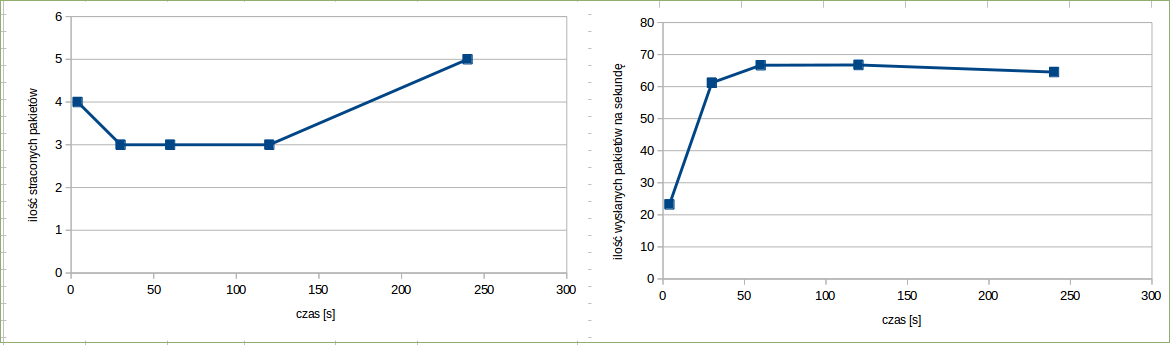 6
5
4
3
2
1
0
ilość straconych pakietów
0 50 100 150 200 250 300
czas [s]
80
70
60
50
40
30
20
10
0
ilość wysłanych pakietów na sekundę
0 50 100 150 200 250 300
czas [s]